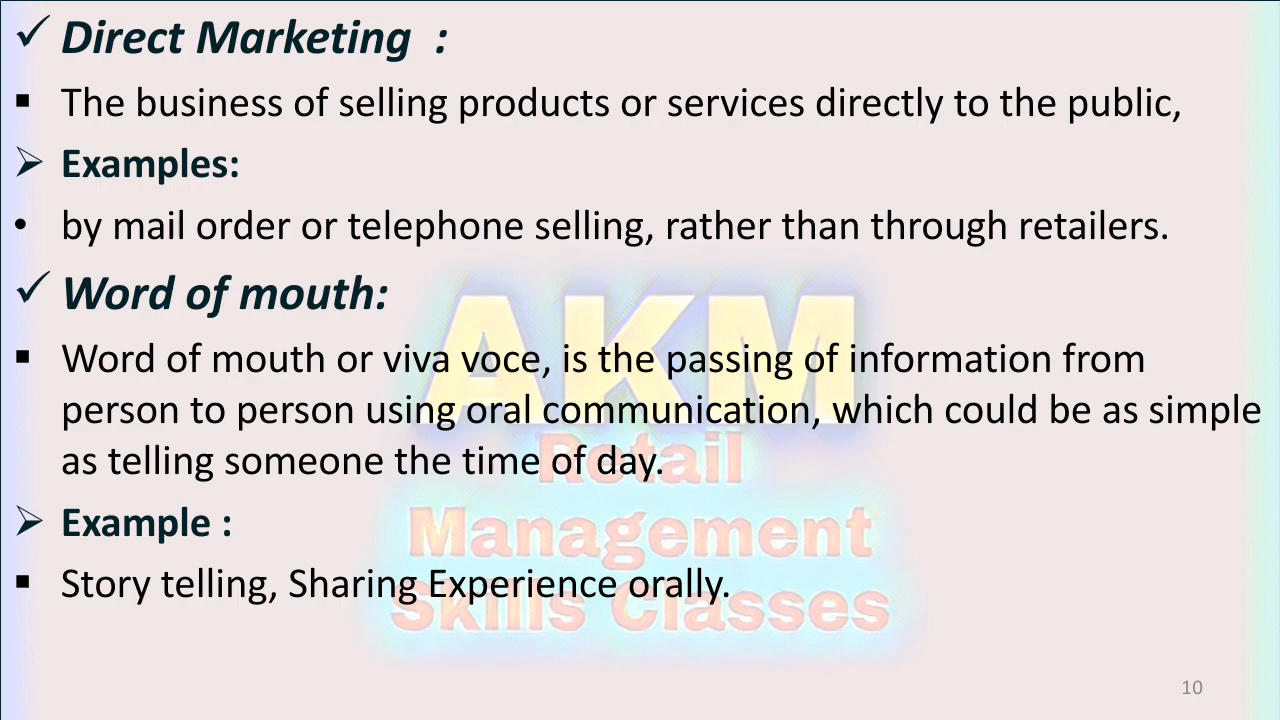 ✓ Direct Marketing :
▪ The business of selling products or services directly to the public,
➢ Examples:
• by mail order or telephone selling, rather than through retailers.
✓ Word of mouth:
▪ Word of mouth or viva voce, is the passing of information from
person to person using oral communication, which could be as simple
as telling someone the time of day.
➢ Example :
▪ Story telling, Sharing Experience orally.
AKM
Retail
Management
Skills Classes
10